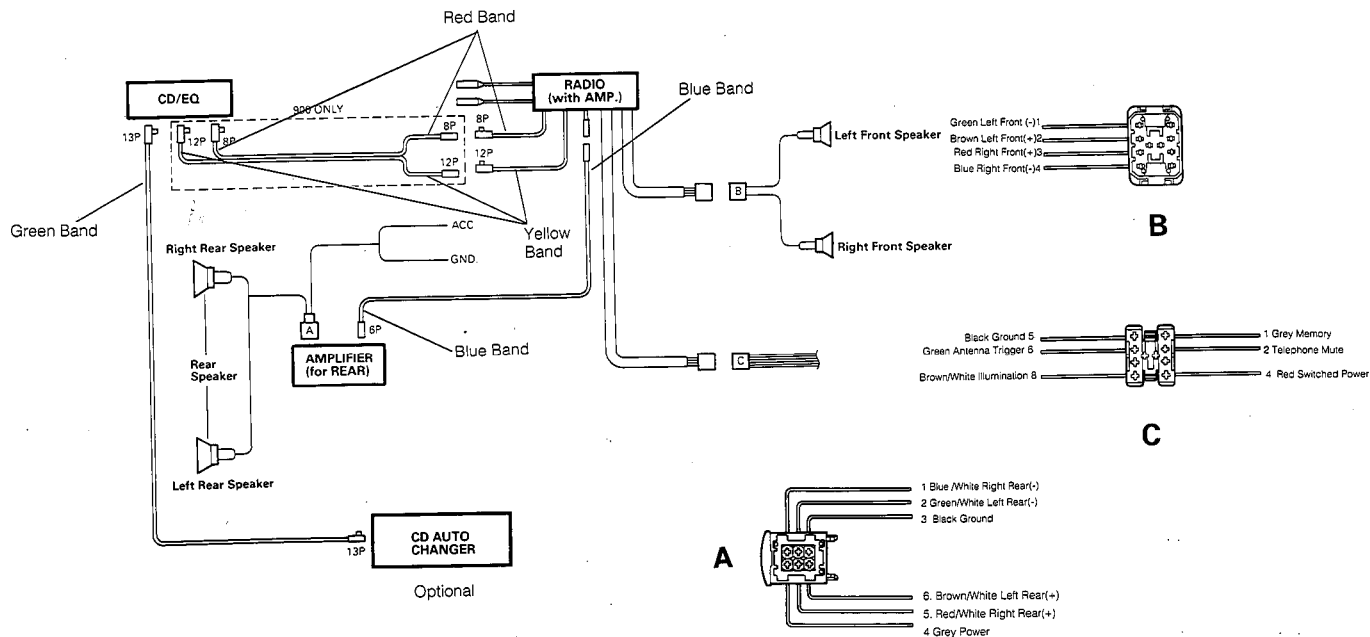 Red Band
CD/EQ
900 ONLY
RADIO
(with AMP.)
Blue Band
13P
12P
8P
8P
8P
12P
12P
Green Band
Yellow
Band
ACC
GND.
Right Rear Speaker
Rear
Speaker
Left Rear Speaker
A
6P
AMPLIFIER
(for REAR)
Blue Band
B
Left Front Speaker
Right Front Speaker
C
13P
CD AUTO
CHANGER
Optional
Green Left Front (-)1
Brown Left Front(+)2
Red Right Front(+)3
Blue Right Front(-)4
B
Black Ground 5
Green Antenna Trigger 6
Brown/White Illumination 8
1 Grey Memory
2 Telephone Mute
4 Red Switched Power
C
A
1 Blue/White Right Rear(-)
2 Green/White Left Rear(-)
3 Black Ground
6. Brown/White Left Rear(+)
5. Red/White Right Rear(+)
4 Grey Power